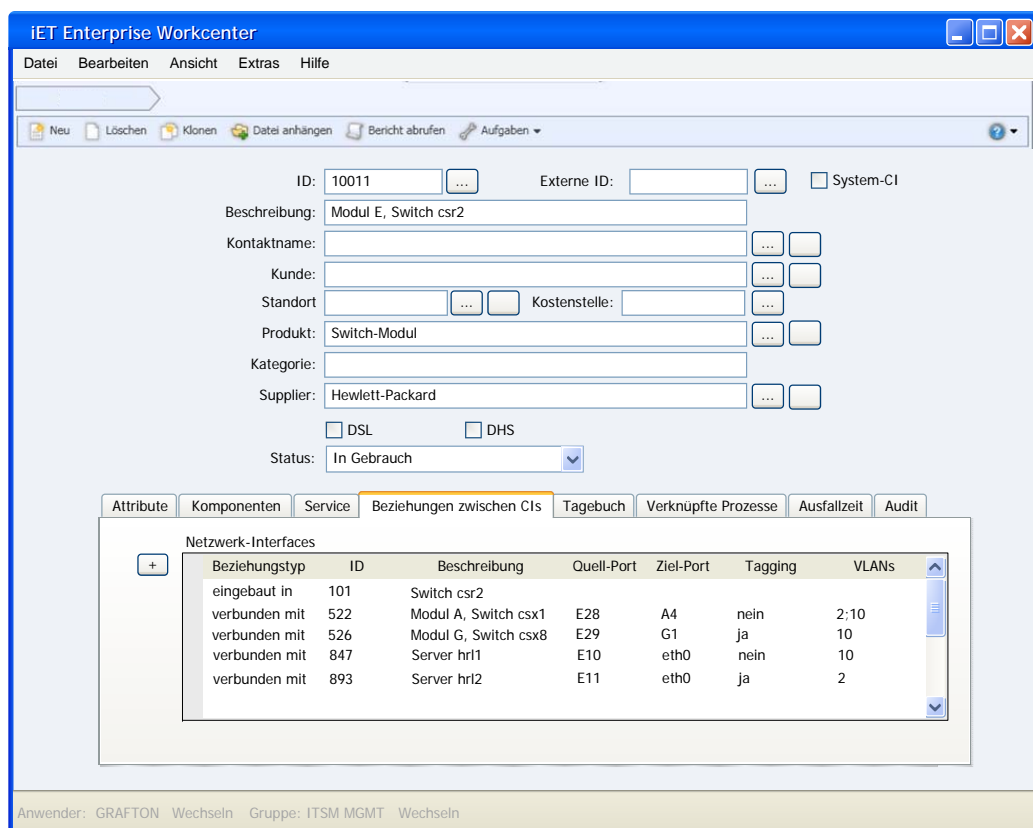 iET Enterprise Workcenter
Datei Bearbeiten Ansicht Extras Hilfe
Neu Löschen Klonen Datei anhängen Bericht abrufen Aufgaben
ID: 10011 ... Externe ID: ... System-CI
Beschreibung: Modul E, Switch csr2
Kontaktname: ...
Kunde: ...
Standort ... Kostenstelle: ...
Produkt: Switch-Modul ...
Kategorie:
Supplier: Hewlett-Packard ...
DSL DHS
Status: In Gebrauch
Attribute Komponenten Service Beziehungen zwischen CIs Tagebuch Verknüpfte Prozesse Ausfallzeit Audit
Netzwerk-Interfaces
+ Beziehungstyp ID Beschreibung Quell-Port Ziel-Port Tagging VLANs
eingebaut in 101 Switch csr2
verbunden mit 522 Modul A, Switch csx1 E28 A4 nein 2;10
verbunden mit 526 Modul G, Switch csx8 E29 G1 ja 10
verbunden mit 847 Server hrl1 E10 eth0 nein 10
verbunden mit 893 Server hrl2 E11 eth0 ja 2
Anwender: GRAFTON Wechseln Gruppe: ITSM MGMT Wechseln